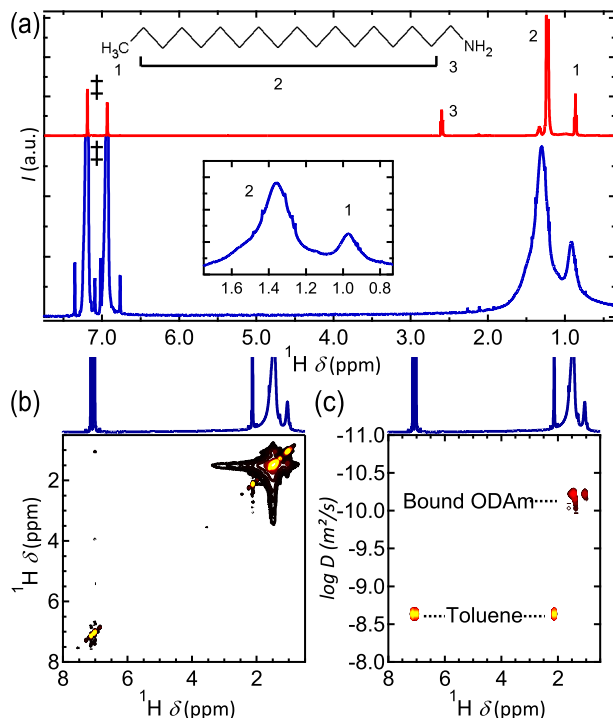 (a)
H₃C
NH₂
1
2
3
‡
2
1
3
‡
I (a.u.)
2
1
1.6 1.4 1.2 1.0 0.8
7.0 6.0 5.0 4.0 3.0 2.0 1.0
¹H δ (ppm)
(b)
¹H δ (ppm)
2
4
6
8
8 6 4 2
¹H δ (ppm)
(c)
log D (m²/s)
-11.0
-10.5
-10.0
-9.5
-9.0
-8.5
-8.0
Bound ODAm
Toluene
8 6 4 2
¹H δ (ppm)